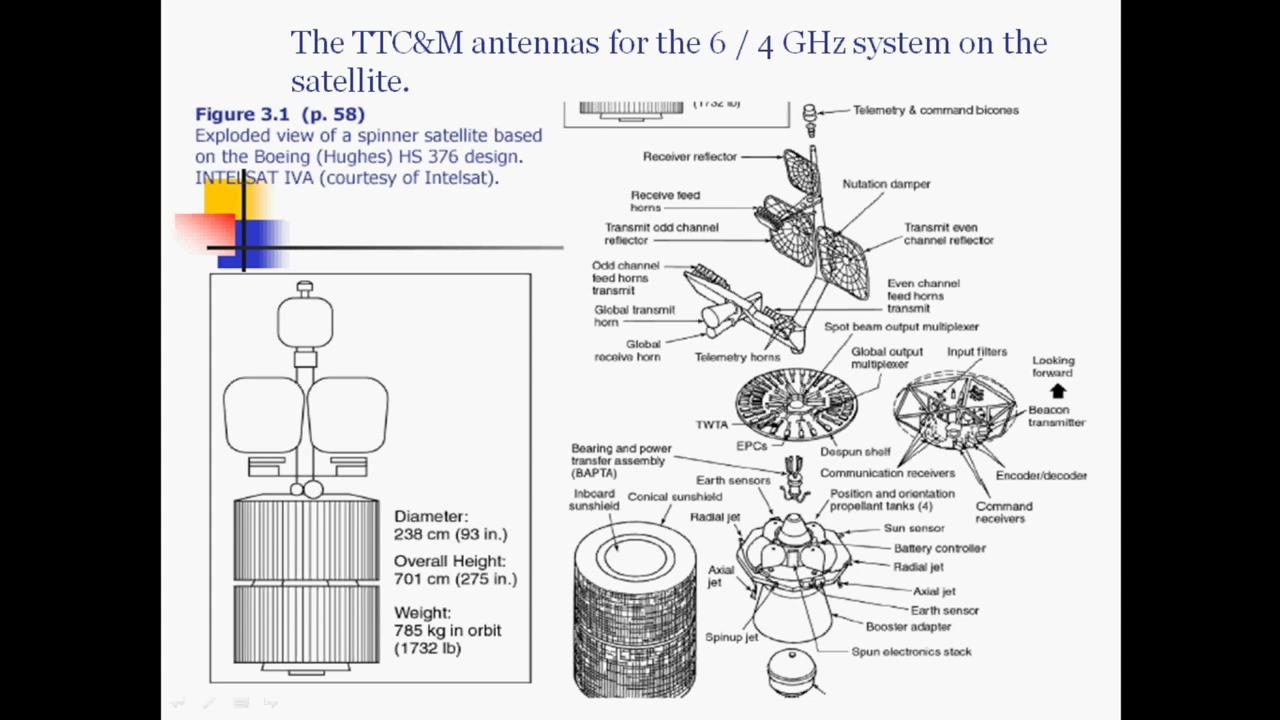 The TTC&M antennas for the 6 / 4 GHz system on the
satellite.
Figure 3.1 (p. 58)
Exploded view of a spinner satellite based
on the Boeing (Hughes) HS 376 design.
INTELSAT IVA (courtesy of Intelsat).
Diameter:
238 cm (93 in.)
Overall Height:
701 cm (275 in.)
Weight:
785 kg in orbit
(1732 lb)
(1732 lb)
Telemetry & command bicones
Receiver reflector
Nutation damper
Receive feed
horns
Transmit odd channel
reflector
Transmit even
channel reflector
Odd channel
feed horns
transmit
Even channel
feed horns
transmit
Global transmit
horn
Global
receive horn
Telemetry horns
Spot beam output multiplexer
Global output
multiplexer
Input filters
Looking
forward
Beacon
transmitter
TWTA
EPCs
Despun shelf
Communication receivers
Encoder/decoder
Command
receivers
Bearing and power
transfer assembly
(BAPTA)
Earth sensors
Position and orientation
propellant tanks (4)
Inboard
sunshield
Conical sunshield
Radial jet
Sun sensor
Battery controller
Radial jet
Axial
jet
Axial jet
Earth sensor
Booster adapter
Spinup jet
Spun electronics stack